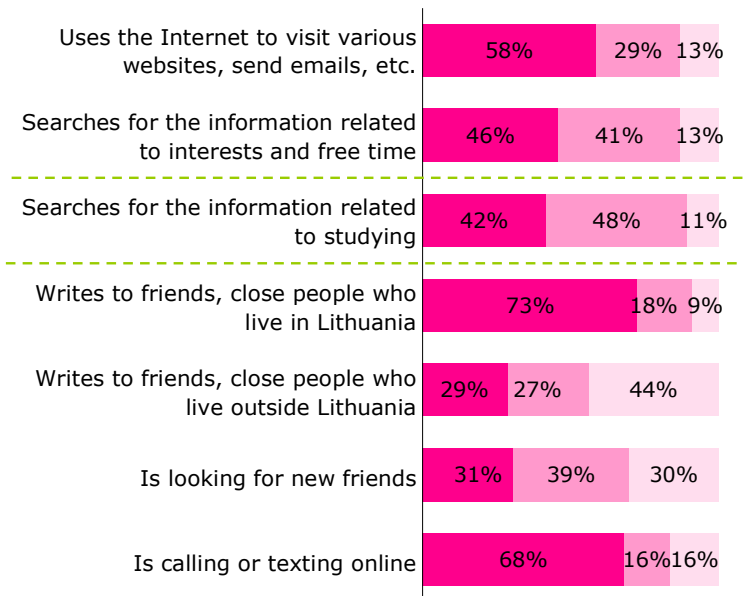 Uses the Internet to visit various
websites, send emails, etc.
58% 29% 13%
Searches for the information related
to interests and free time
46% 41% 13%
Searches for the information related
to studying
42% 48% 11%
Writes to friends, close people who
live in Lithuania
73% 18% 9%
Writes to friends, close people who
live outside Lithuania
29% 27% 44%
Is looking for new friends
31% 39% 30%
Is calling or texting online
68% 16% 16%